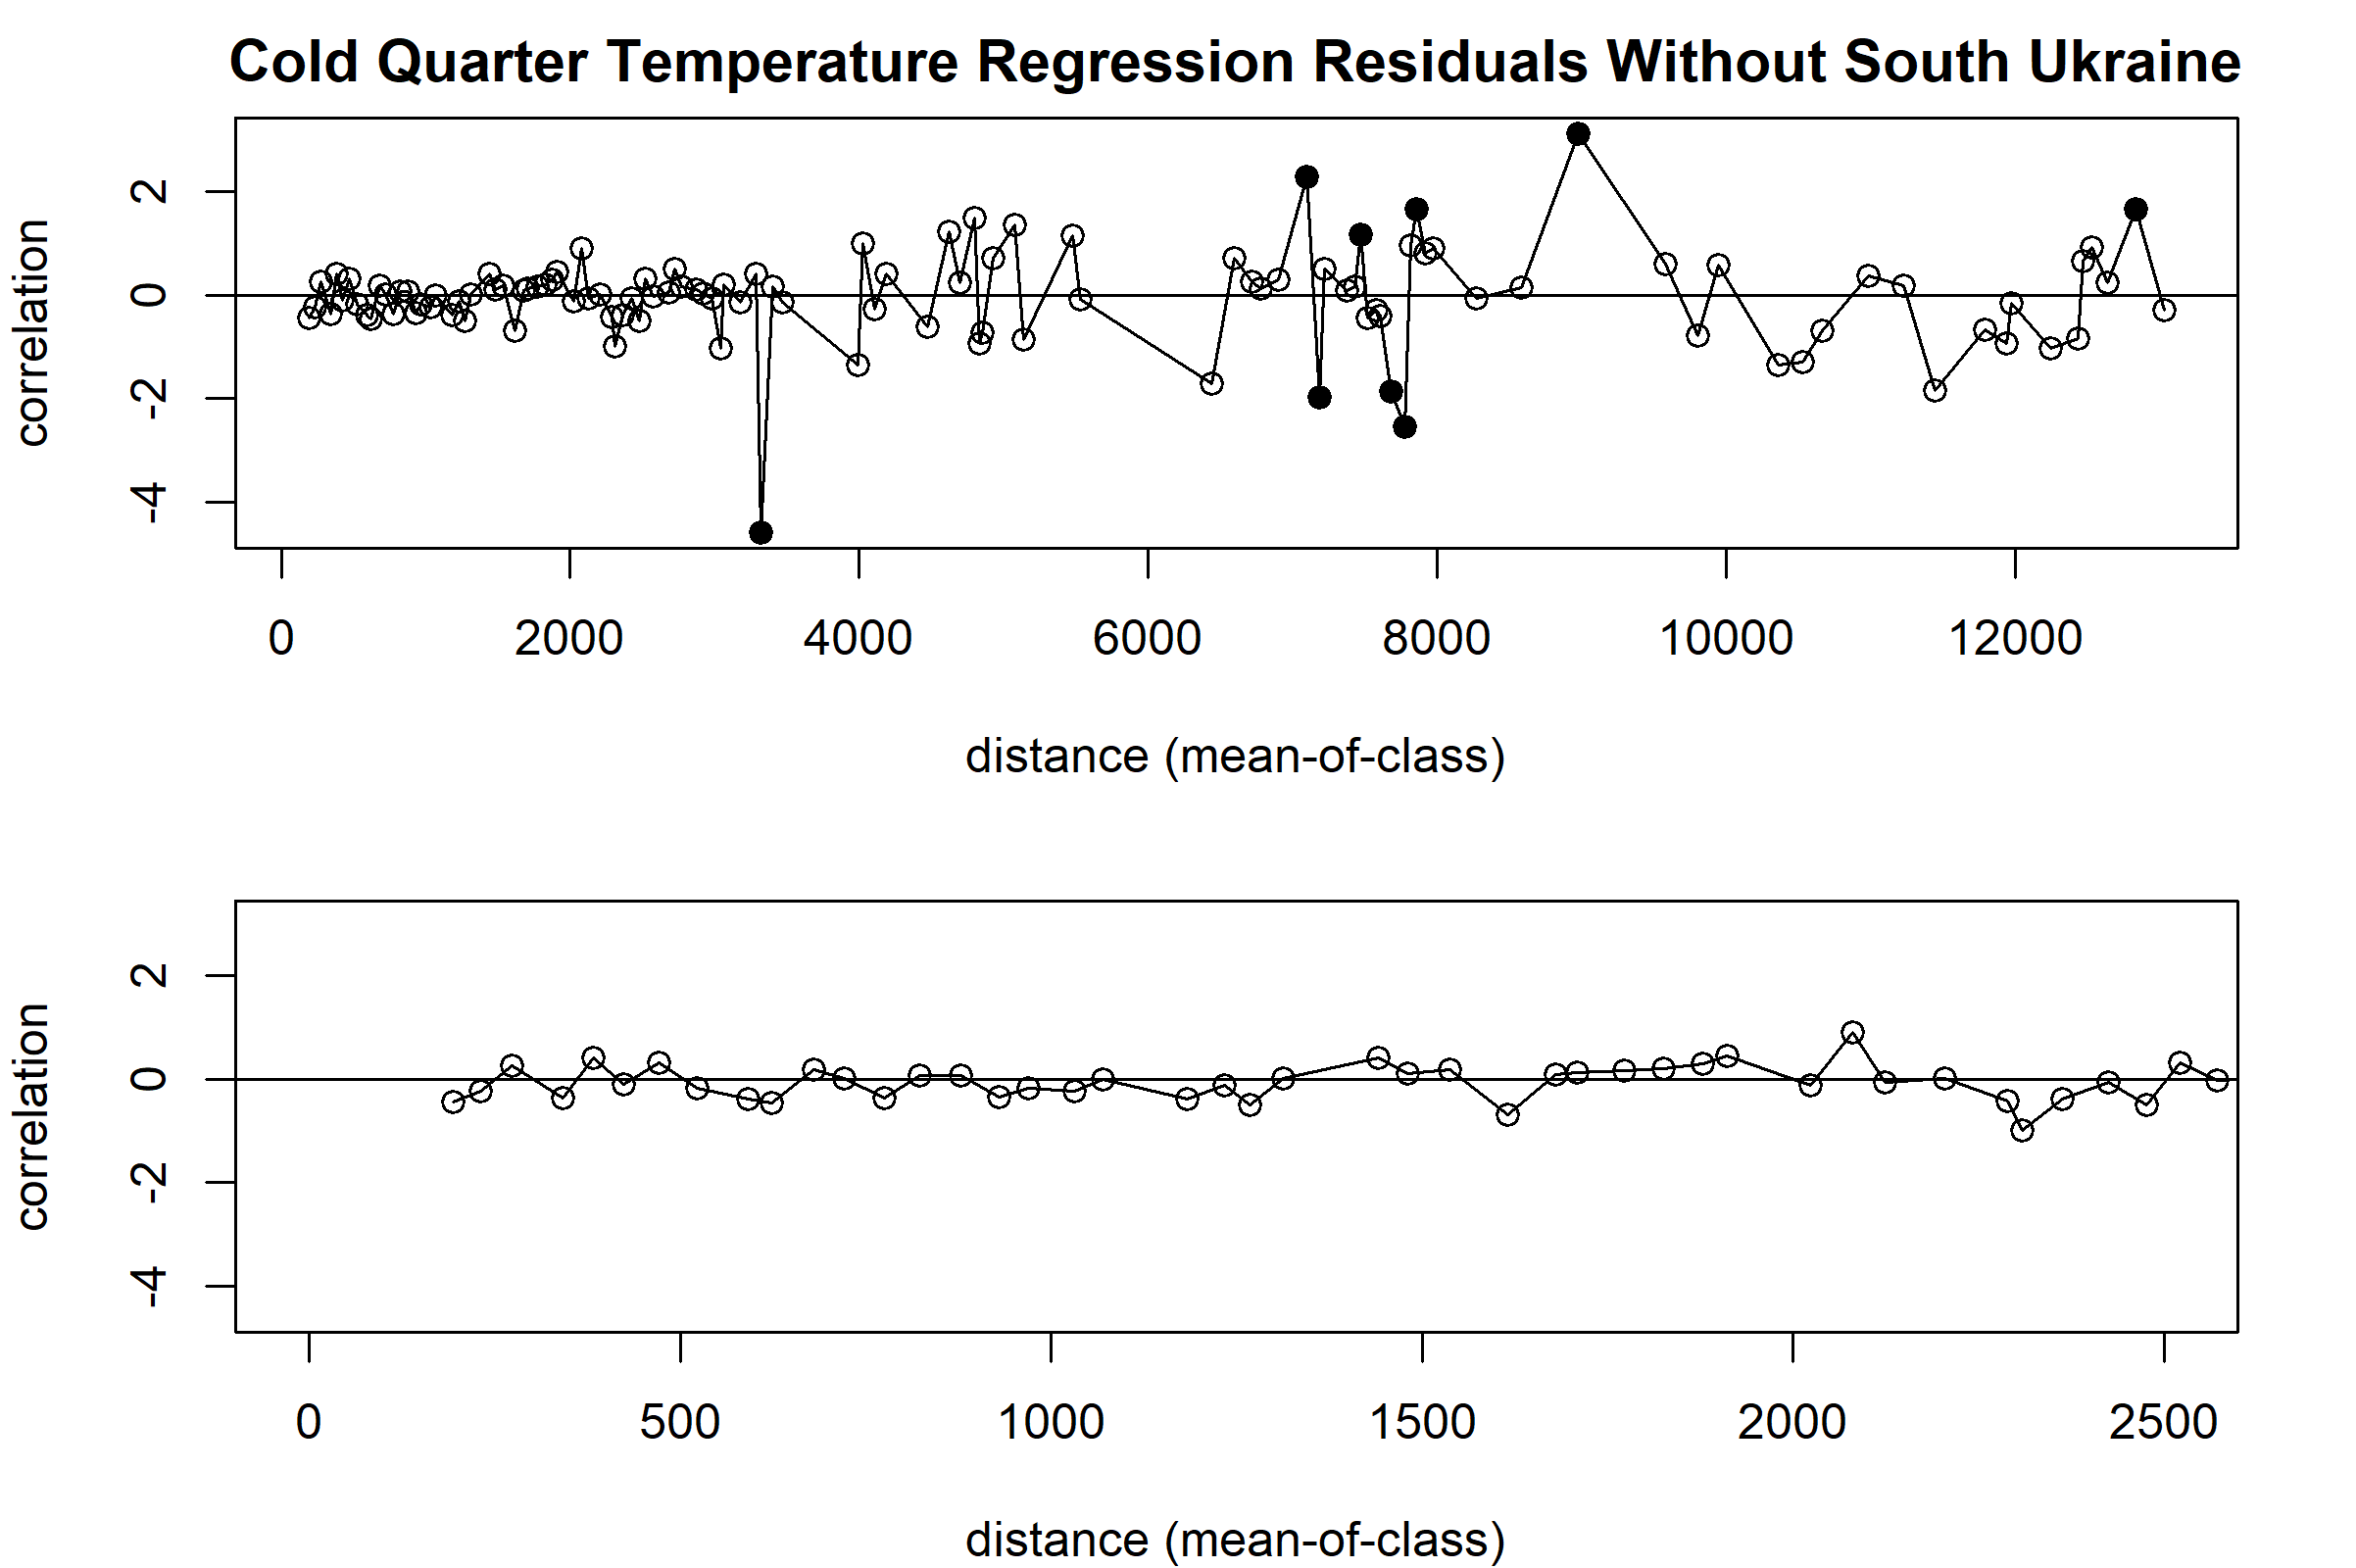 Cold Quarter Temperature Regression Residuals Without South Ukraine
correlation
2
0
-2
-4
0 2000 4000 6000 8000 10000 12000
distance (mean-of-class)
correlation
2
0
-2
-4
0 500 1000 1500 2000 2500
distance (mean-of-class)